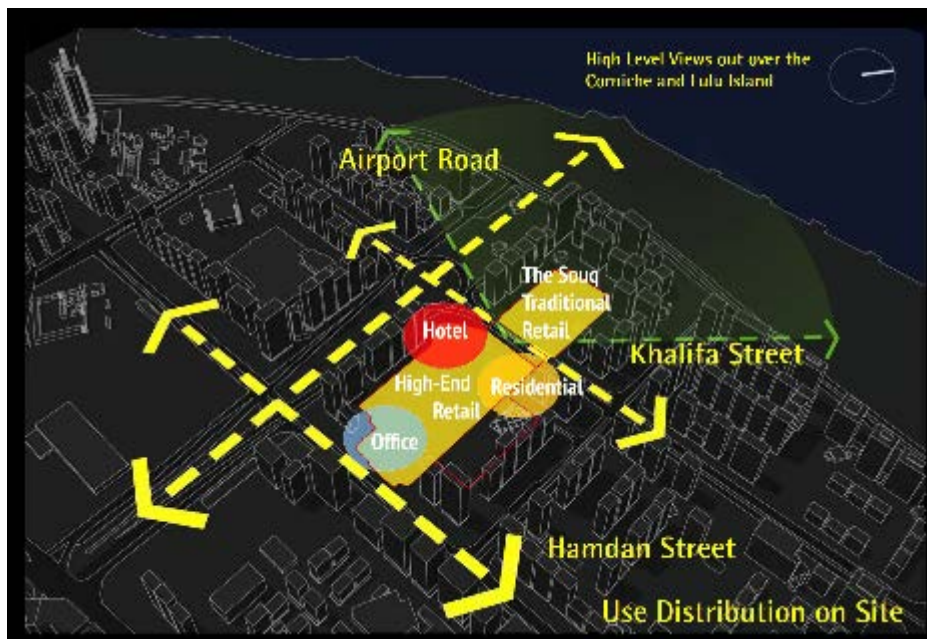 High Level Views out over the
Corniche and Lulu Island
Airport Road
The Souq
Traditional
Retail
Hotel
Khalifa Street
High-End
Retail
Residential
Office
Hamdan Street
Use Distribution on Site